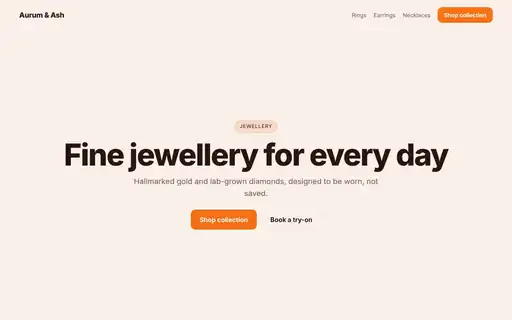 Aurum & Ash
Rings Earrings Necklaces Shop collection
JEWELLERY
Fine jewellery for every day
Hallmarked gold and lab-grown diamonds, designed to be worn, not
saved.
Shop collection Book a try-on